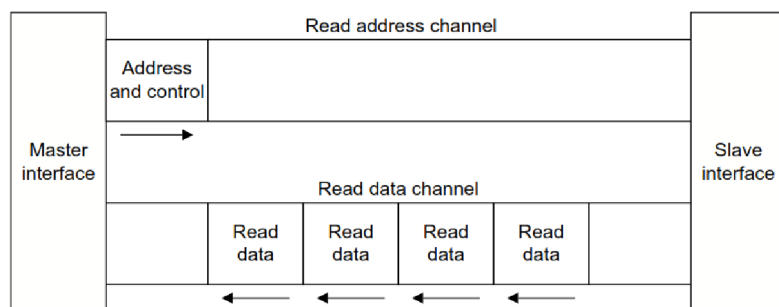 Read address channel
Address
and control
Master
interface
Slave
interface
Read data channel
Read
data
Read
data
Read
data
Read
data